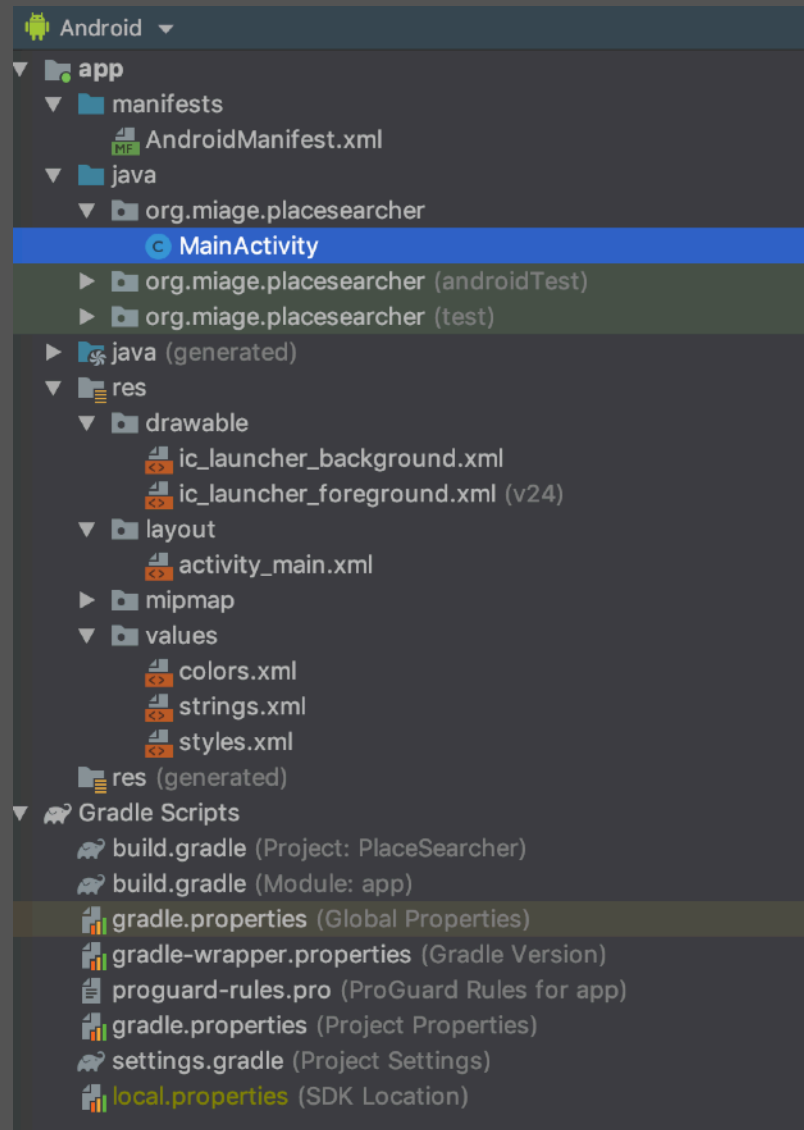 Android
app
manifests
MF AndroidManifest.xml
java
org.miage.placesearcher
C MainActivity
org.miage.placesearcher (androidTest)
org.miage.placesearcher (test)
java (generated)
res
drawable
<> ic_launcher_background.xml
<> ic_launcher_foreground.xml (v24)
layout
<> activity_main.xml
mipmap
values
<> colors.xml
<> strings.xml
<> styles.xml
res (generated)
Gradle Scripts
build.gradle (Project: PlaceSearcher)
build.gradle (Module: app)
gradle.properties (Global Properties)
gradle-wrapper.properties (Gradle Version)
proguard-rules.pro (ProGuard Rules for app)
gradle.properties (Project Properties)
settings.gradle (Project Settings)
local.properties (SDK Location)